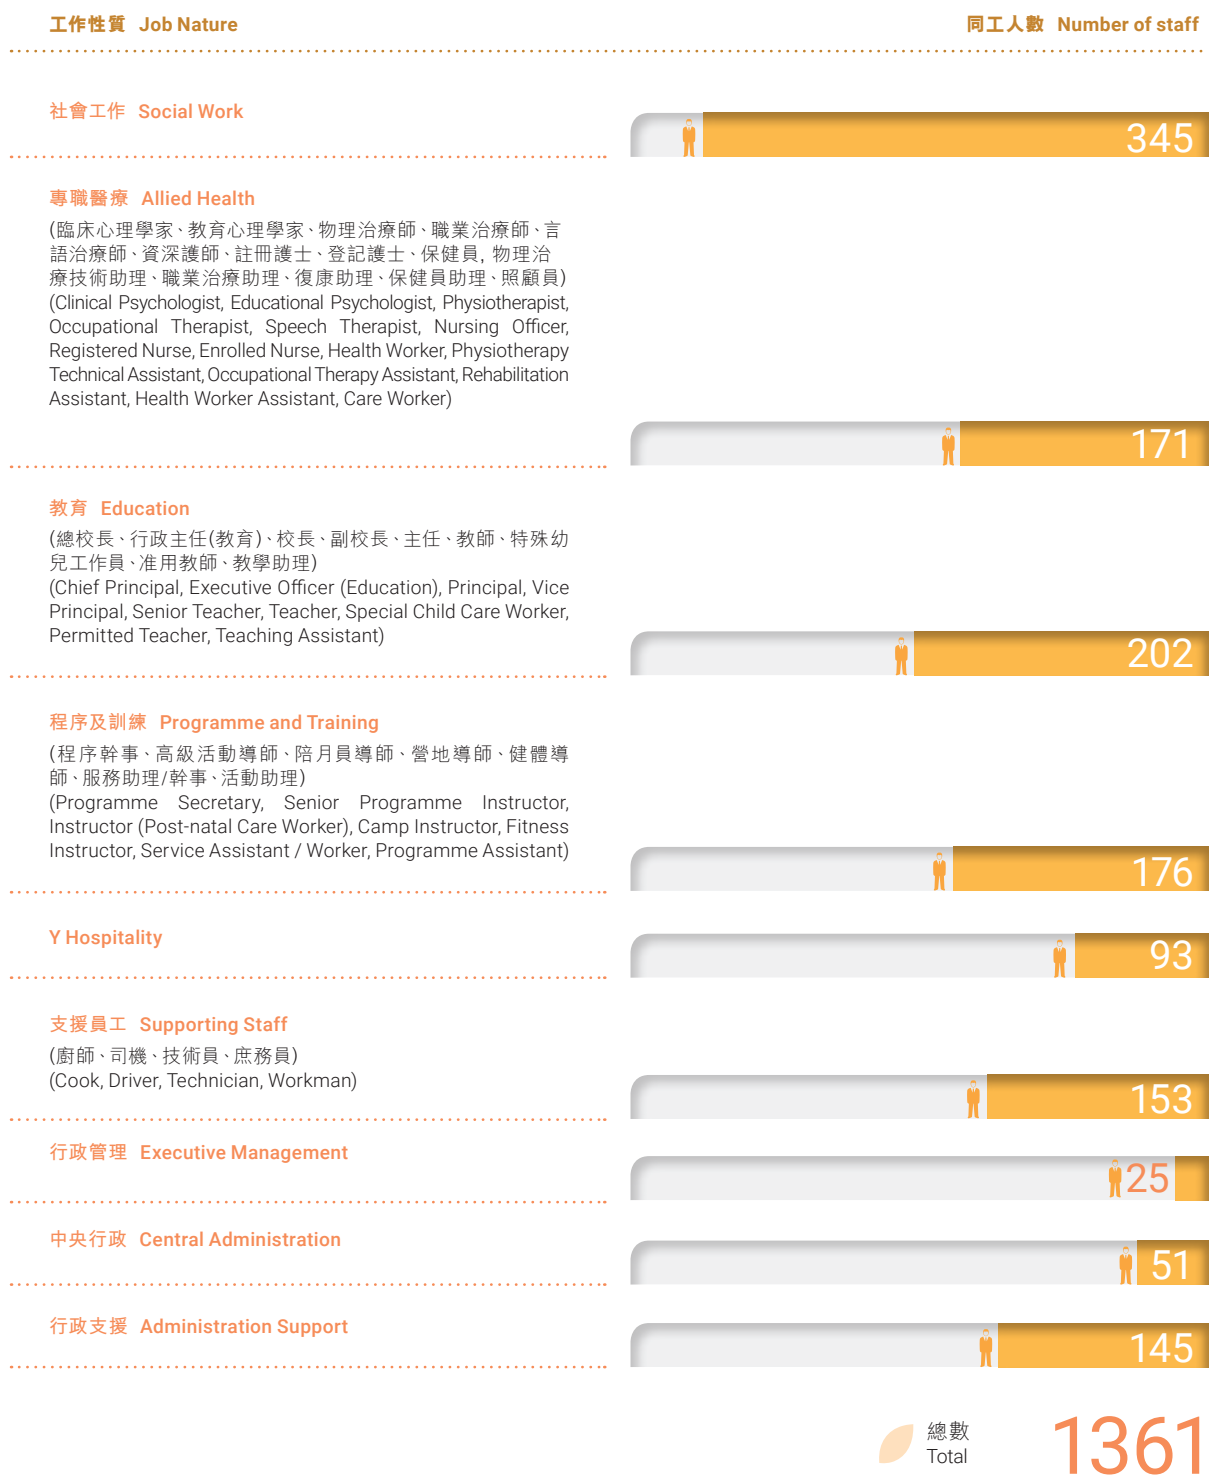 工作性質 Job Nature
同工人數 Number of staff
社會工作 Social Work
345
專職醫療 Allied Health
(臨床心理學家、教育心理學家、物理治療師、職業治療師、言
語治療師、資深護師、註冊護士、登記護士、保健員, 物理治
療技術助理、職業治療助理、復康助理、保健員助理、照顧員)
(Clinical Psychologist, Educational Psychologist, Physiotherapist,
Occupational Therapist, Speech Therapist, Nursing Officer,
Registered Nurse, Enrolled Nurse, Health Worker, Physiotherapy
Technical Assistant, Occupational Therapy Assistant, Rehabilitation
Assistant, Health Worker Assistant, Care Worker)
171
教育 Education
(總校長、行政主任(教育)、校長、副校長、主任、教師、特殊幼
兒工作員、准用教師、教學助理)
(Chief Principal, Executive Officer (Education), Principal, Vice
Principal, Senior Teacher, Teacher, Special Child Care Worker,
Permitted Teacher, Teaching Assistant)
202
程序及訓練 Programme and Training
(程序幹事、高級活動導師、陪月員導師、營地導師、健體導
師、服務助理/幹事、活動助理)
(Programme Secretary, Senior Programme Instructor,
Instructor (Post-natal Care Worker), Camp Instructor, Fitness
Instructor, Service Assistant / Worker, Programme Assistant)
176
Y Hospitality
93
支援員工 Supporting Staff
(廚師、司機、技術員、庶務員)
(Cook, Driver, Technician, Workman)
153
行政管理 Executive Management
25
中央行政 Central Administration
51
行政支援 Administration Support
145
總數
Total
1361